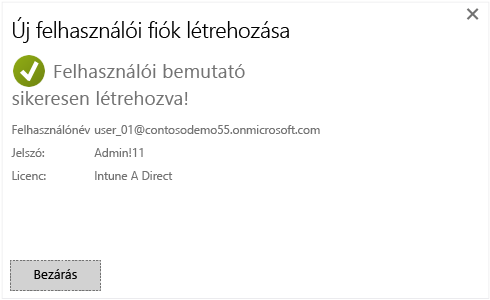 Új felhasználói fiók létrehozása
Felhasználói bemutató
sikeresen létrehozva!
Felhasználónév user_01@contosodemo55.onmicrosoft.com
Jelszó: Admin!11
Licenc: Intune A Direct
Bezárás